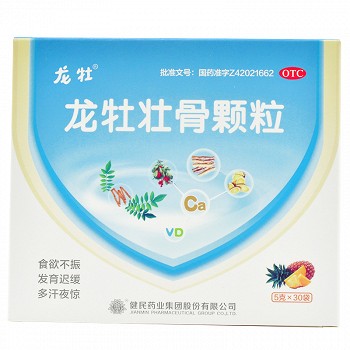 龙牡®
批准文号：国药准字Z42021662 OTC
龙牡壮骨颗粒
Ca
VD
食欲不振
发育迟缓
多汗夜惊
健民药业集团股份有限公司
JIANMIN PHARMACEUTICAL GROUP CO.,LTD.
5克×30袋